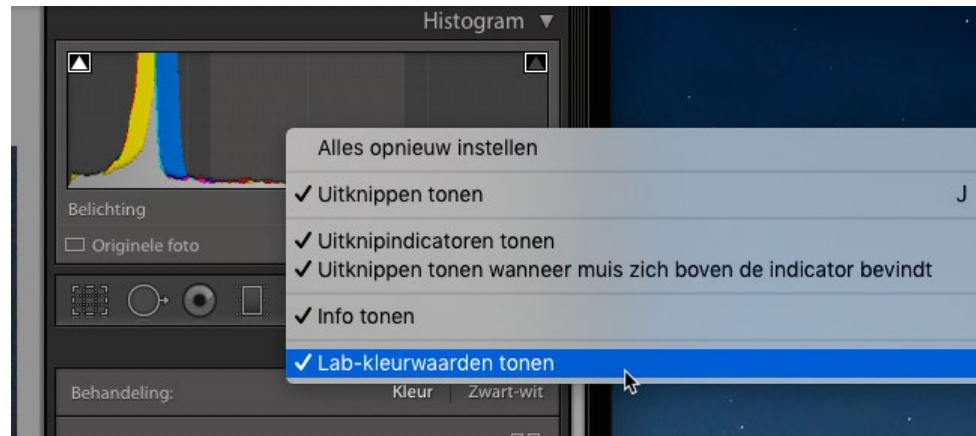 Histogram ▼
Alles opnieuw instellen
✓ Uitknippen tonen J
Belichting
✓ Uitknipindicatoren tonen
Originele foto
✓ Uitknippen tonen wanneer muis zich boven de indicator bevindt
✓ Info tonen
✓ Lab-kleurwaarden tonen
Behandeling: Kleur Zwart-wit